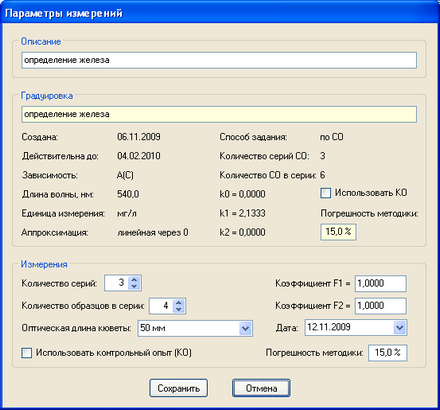 Параметры измерений
Описание
определение железа
Градуировка
определение железа
Создана: 06.11.2009 Способ задания: по СО
Действительна до: 04.02.2010 Количество серий СО: 3
Зависимость: A(C) Количество СО в серии: 6
Длина волны, нм: 540,0 k0 = 0,0000 Использовать КО
Единица измерения: мг/л k1 = 2,1333 Погрешность методики:
Аппроксимация: линейная через 0 k2 = 0,0000 15,0 %
Измерения
Количество серий: 3 Коэффициент F1 = 1,0000
Количество образцов в серии: 4 Коэффициент F2 = 1,0000
Оптическая длина кюветы: 50 мм Дата: 12.11.2009
Использовать контрольный опыт (КО) Погрешность методики: 15,0 %
Сохранить Отмена